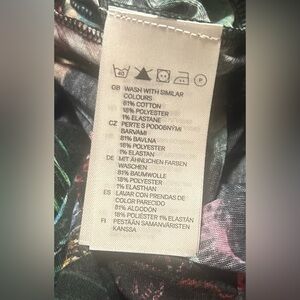 40 P
GB WASH WITH SIMILAR
COLOURS
81% COTTON
18% POLYESTER
1% ELASTANE
CZ PERTE S PODOBNÝMI
BARVAMI
81% BAVLNA
18% POLYESTER
1% ELASTAN
DE MIT ÄHNLICHEN FARBEN
WASCHEN
81% BAUMWOLLE
18% POLYESTER
1% ELASTHAN
ES LAVAR CON PRENDAS DE
COLOR PARECIDO
81% ALGODÓN
18% POLIÉSTER 1% ELASTÁN
FI PESTÄÄN SAMANVÄRISTEN
KANSSA